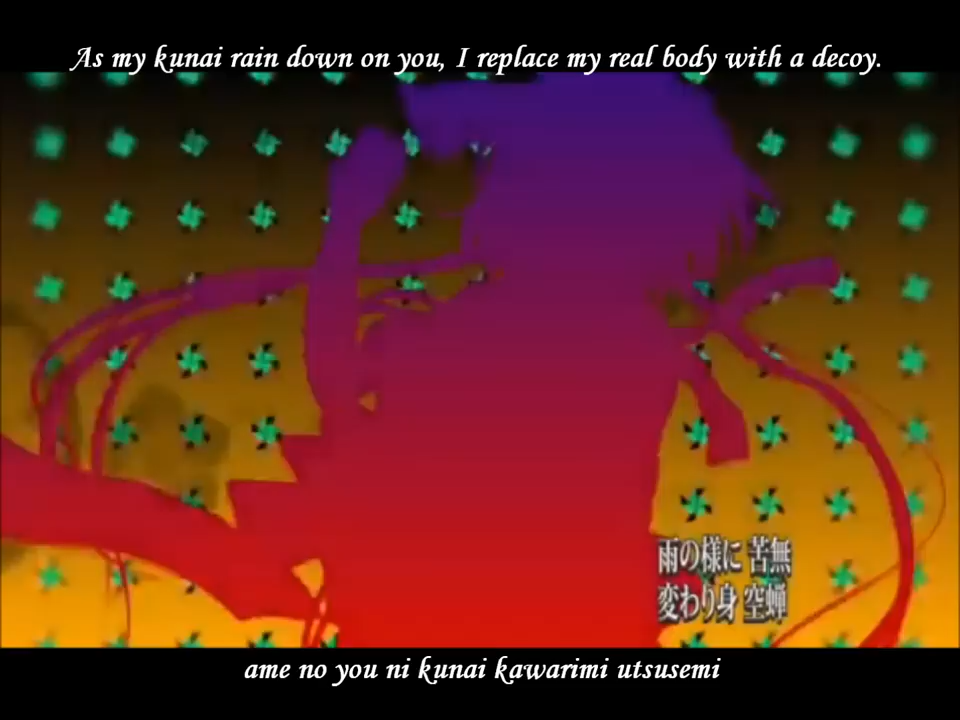 As my kunai rain down on you, I replace my real body with a decoy.
雨の様に 苦無
変わり身 空蝉
ame no you ni kunai kawarimi utsusemi